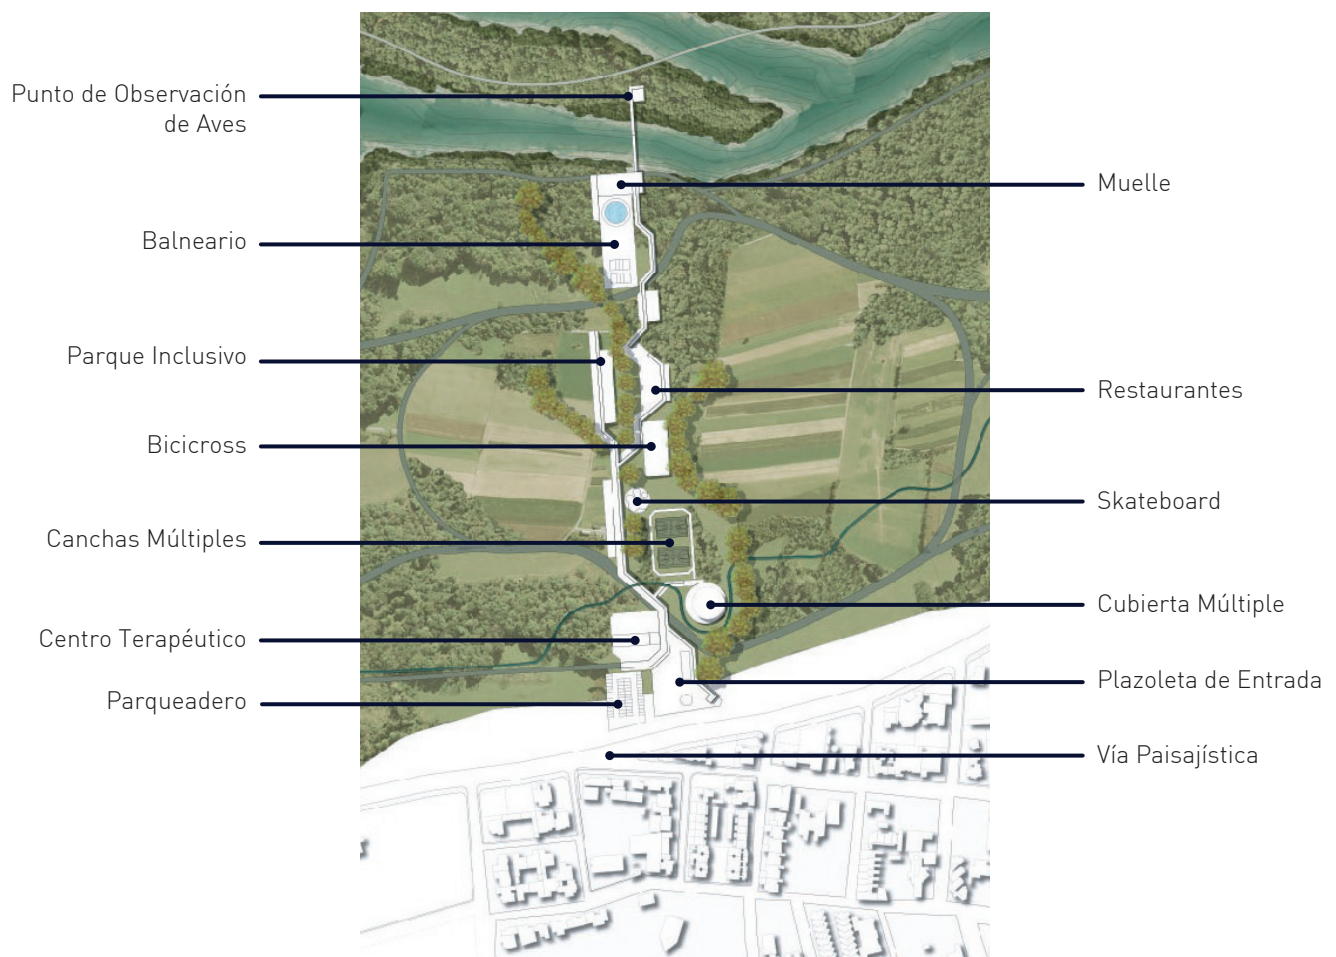 Punto de Observación
de Aves
Balneario
Parque Inclusivo
Bicicross
Canchas Múltiples
Centro Terapéutico
Parqueadero
Muelle
Restaurantes
Skateboard
Cubierta Múltiple
Plazoleta de Entrada
Vía Paisajística